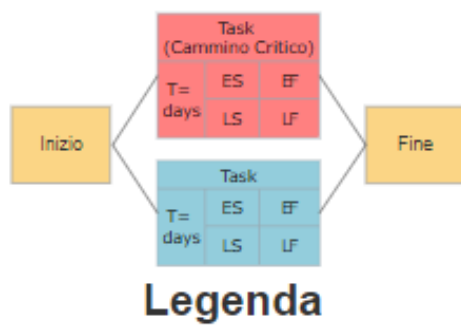 Task
(Cammino Critico)
T=
days
ES
EF
LS
LF
Inizio
Fine
Task
T=
days
ES
EF
LS
LF
Legenda